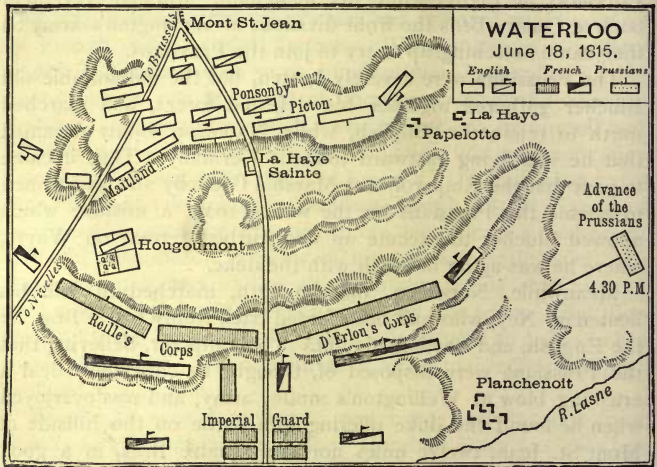 Mont St. Jean
To Brussels
WATERLOO
June 18, 1815.
English French Prussians
Ponsonby
Picton
La Haye
Papelotte
La Haye
Sainte
Maitland
Advance
of the
Prussians
4.30 P.M.
Hougoumont
To Nivelles
Reille's
Corps
D'Erlon's Corps
Planchenoit
R. Lasne
Imperial Guard